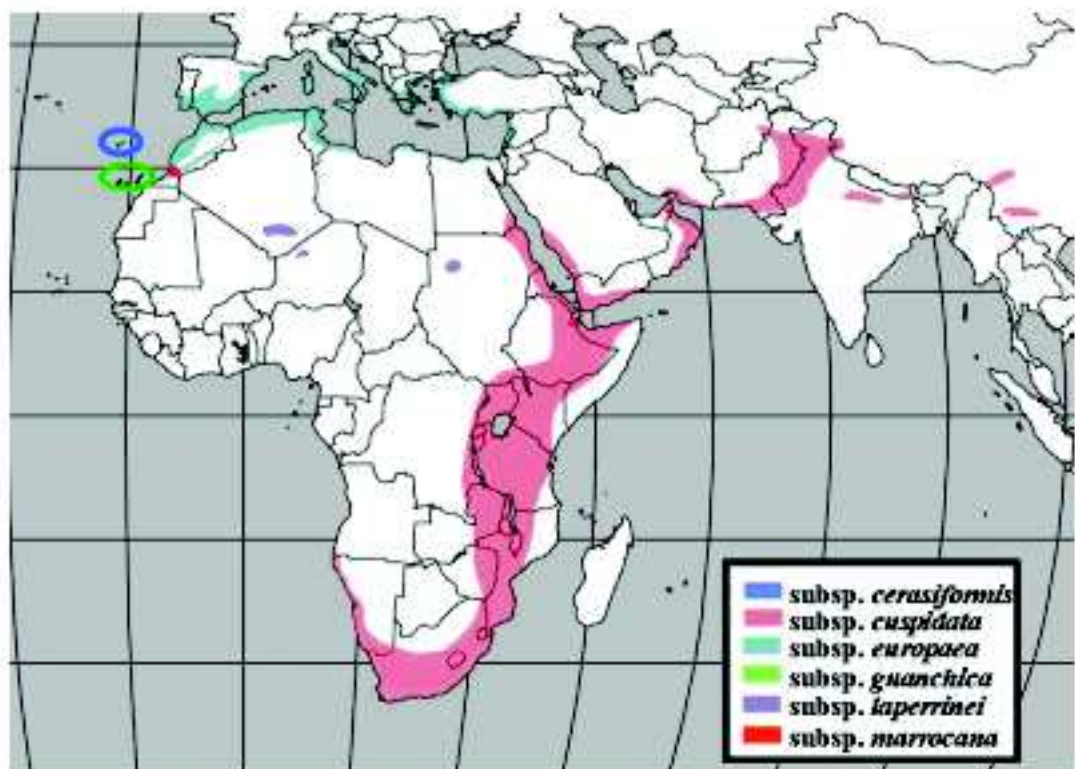 subsp. cerasiformis
subsp. cuspidata
subsp. europaea
subsp. guanchica
subsp. laperrinei
subsp. marrocana